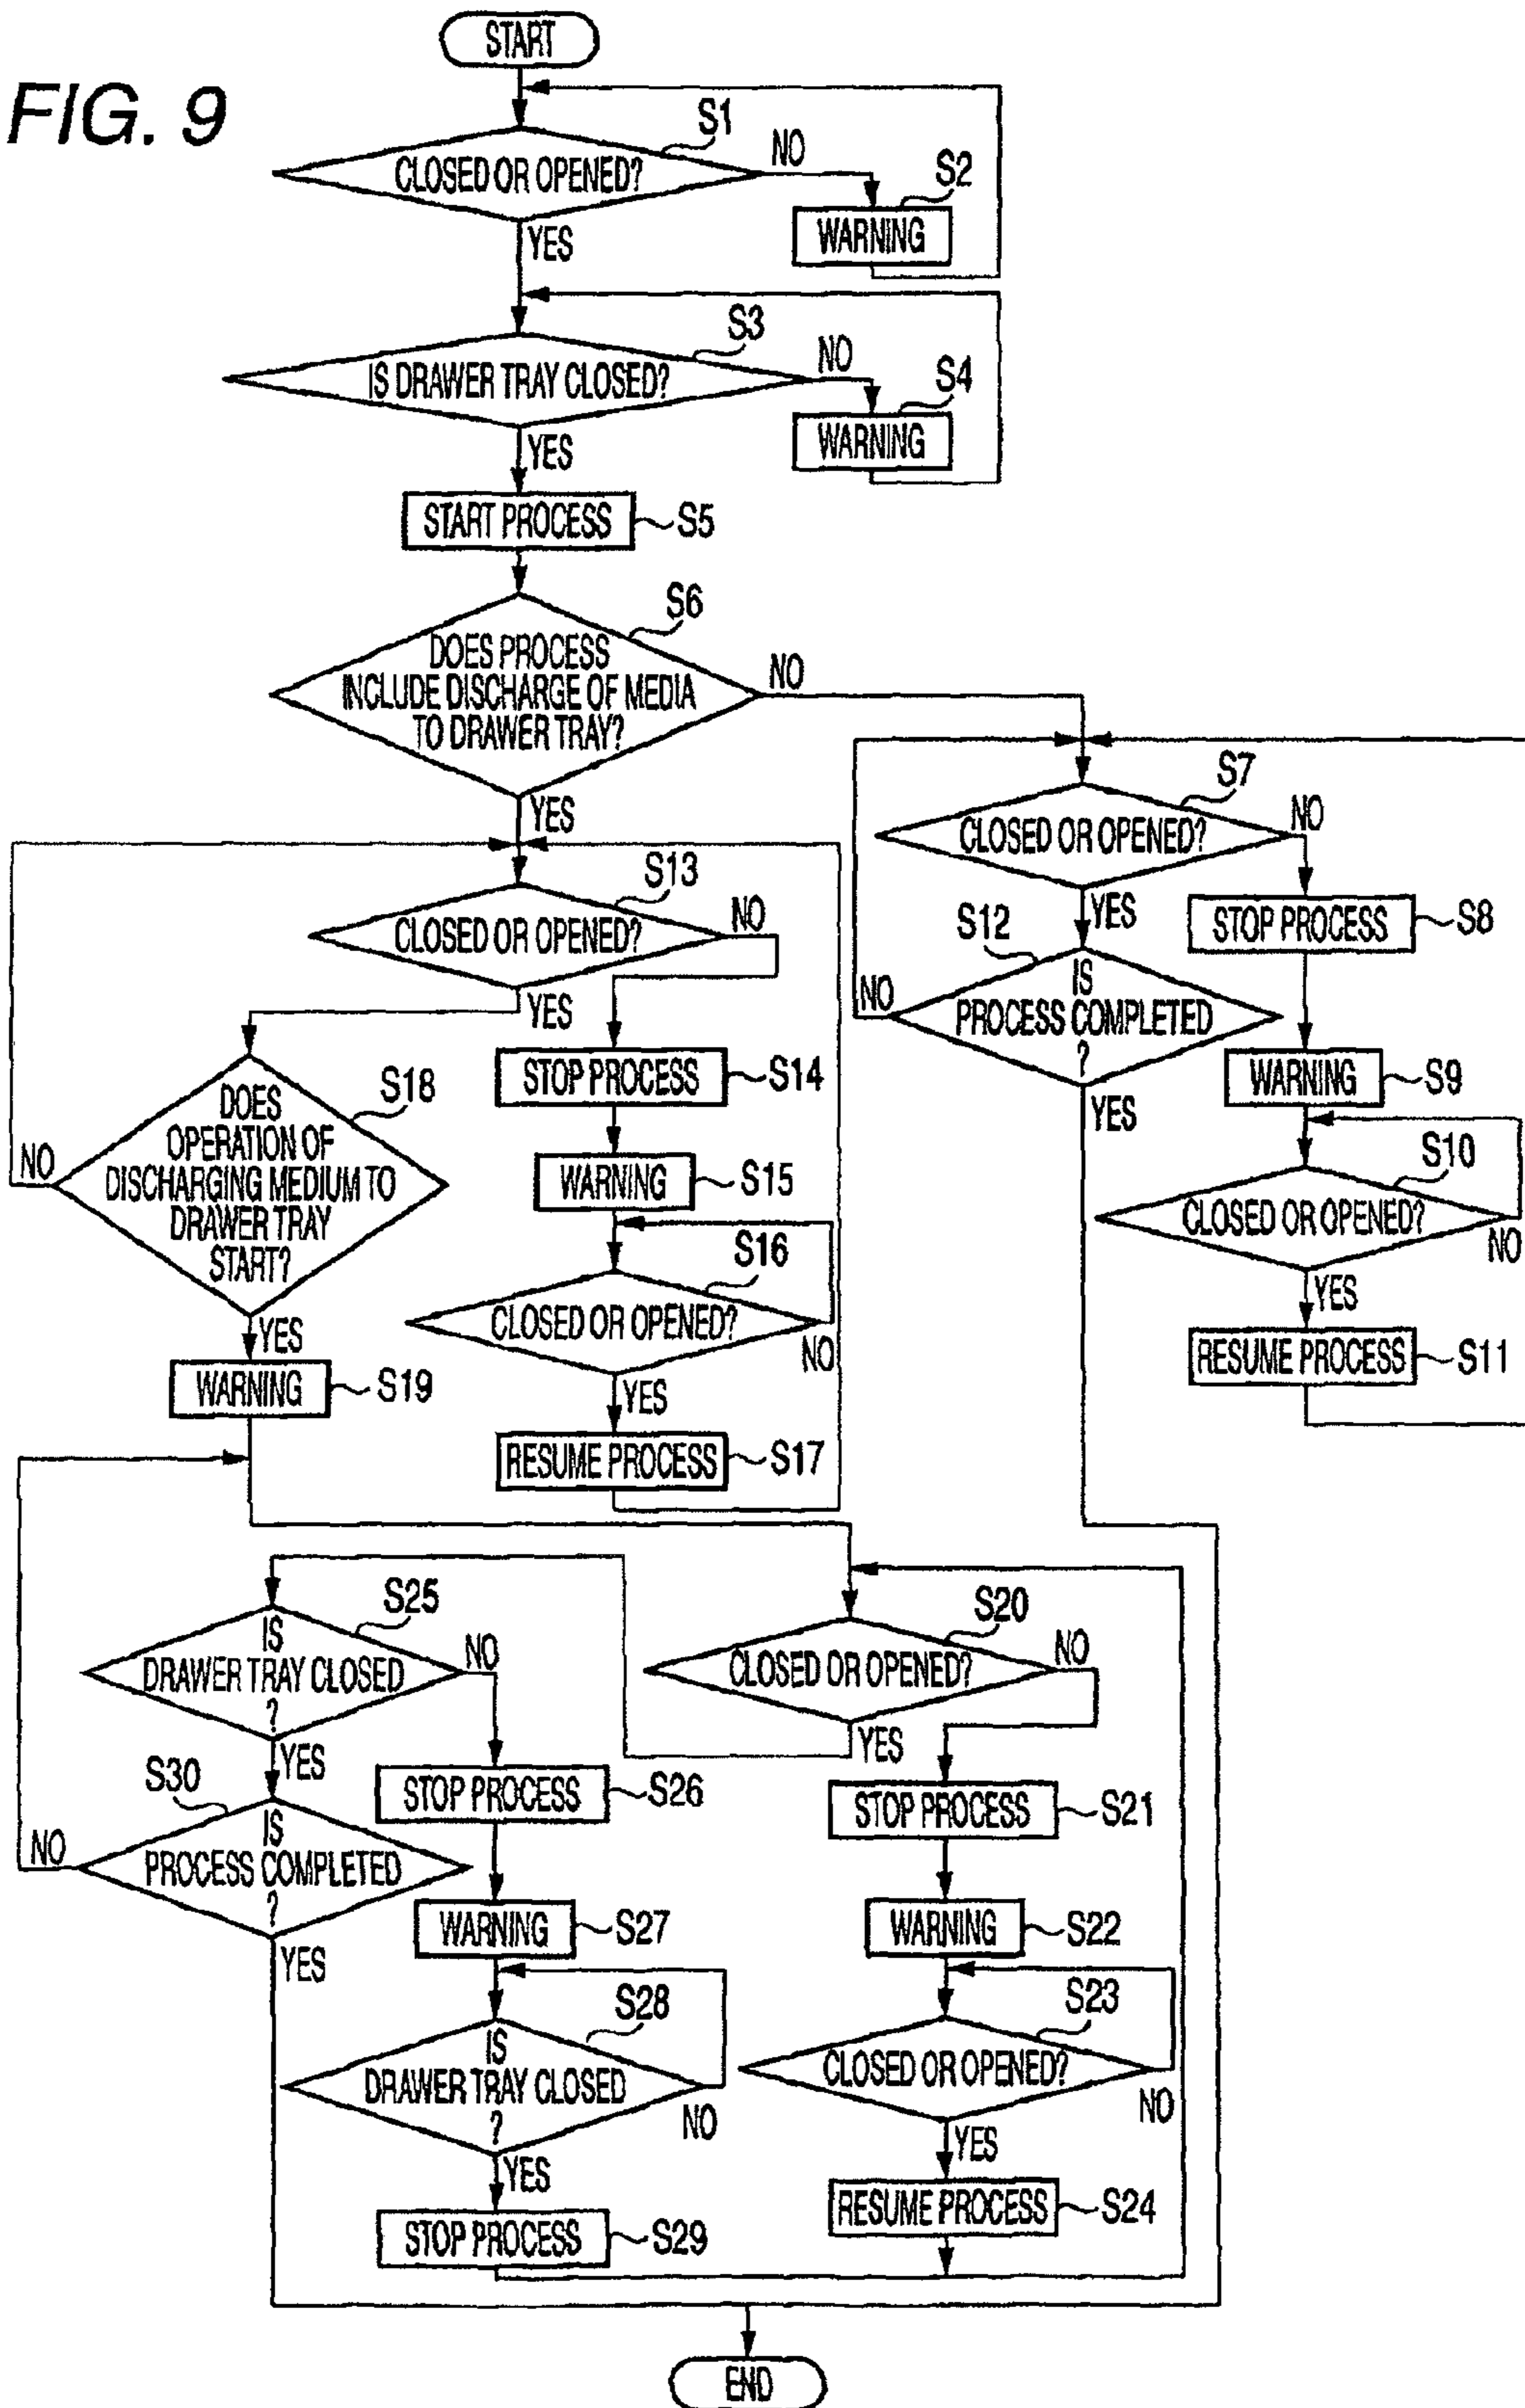 FIG. 9
START
S1
CLOSED OR OPENED?
NO
S2
WARNING
YES
S3
IS DRAWER TRAY CLOSED?
NO
S4
WARNING
YES
START PROCESS
S5
S6
DOES PROCESS
INCLUDE DISCHARGE OF MEDIA
TO DRAWER TRAY?
NO
YES
S7
CLOSED OR OPENED?
NO
YES
STOP PROCESS
S8
S12
IS
PROCESS COMPLETED
?
NO
YES
WARNING
S9
S10
CLOSED OR OPENED?
NO
YES
RESUME PROCESS
S11
S13
CLOSED OR OPENED?
NO
YES
STOP PROCESS
S14
WARNING
S15
S16
CLOSED OR OPENED?
NO
YES
RESUME PROCESS
S17
S18
DOES
OPERATION OF
DISCHARGING MEDIUM TO
DRAWER TRAY
START?
NO
YES
WARNING
S19
S20
CLOSED OR OPENED?
NO
YES
STOP PROCESS
S21
WARNING
S22
S23
CLOSED OR OPENED?
NO
YES
RESUME PROCESS
S24
S25
IS
DRAWER TRAY CLOSED
?
NO
YES
STOP PROCESS
S26
WARNING
S27
S28
IS
DRAWER TRAY CLOSED
?
NO
YES
STOP PROCESS
S29
S30
IS
PROCESS COMPLETED
?
NO
YES
END